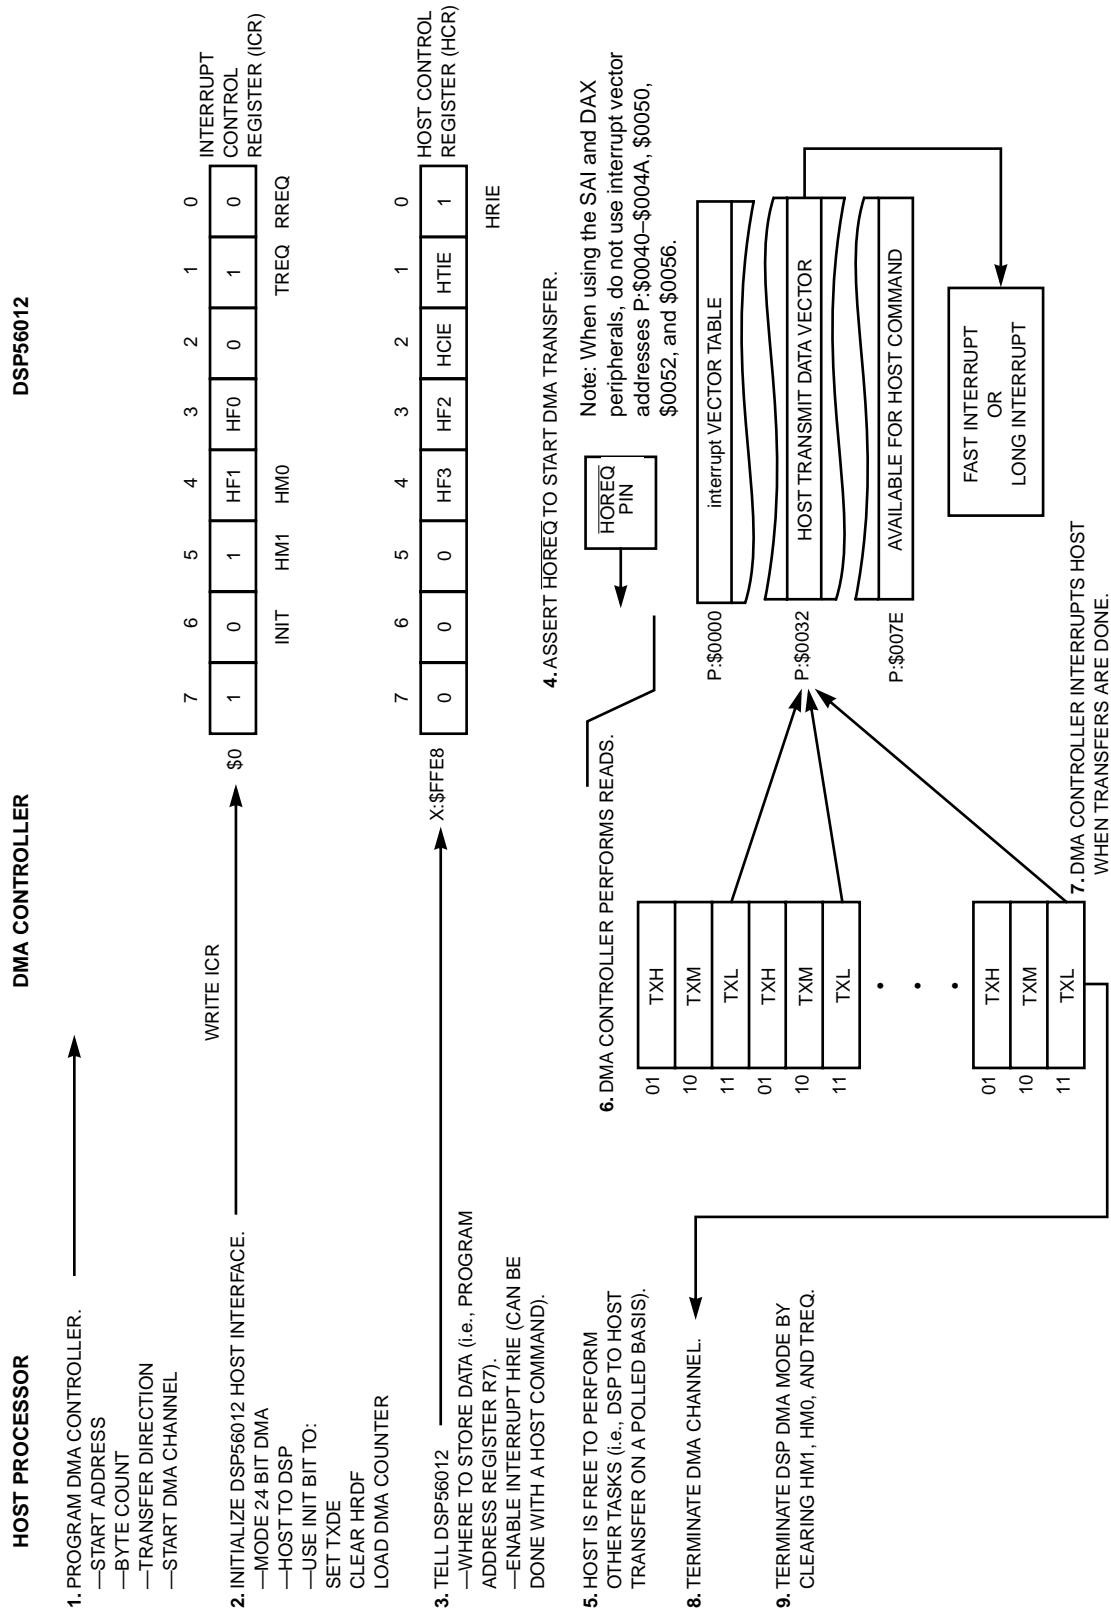 HOST PROCESSOR
DMA CONTROLLER
DSP56012
1. PROGRAM DMA CONTROLLER.
—START ADDRESS
—BYTE COUNT
—TRANSFER DIRECTION
—START DMA CHANNEL
2. INITIALIZE DSP56012 HOST INTERFACE.
—MODE 24 BIT DMA
—HOST TO DSP
—USE INIT BIT TO:
SET TXDE
CLEAR HRDF
LOAD DMA COUNTER
WRITE ICR
7 6 5 4 3 2 1 0
$0 1 0 1 HF1 HF0 0 1 0
INTERRUPT
CONTROL
REGISTER (ICR)
INIT HM1 HM0 TREQ RREQ
3. TELL DSP56012
—WHERE TO STORE DATA (i.e., PROGRAM
ADDRESS REGISTER R7).
—ENABLE INTERRUPT HRIE (CAN BE
DONE WITH A HOST COMMAND).
7 6 5 4 3 2 1 0
X:$FFE8 0 0 0 HF3 HF2 HCIE HTIE 1
HOST CONTROL
REGISTER (HCR)
HRIE
4. ASSERT HOREQ TO START DMA TRANSFER.
HOREQ
PIN
Note: When using the SAI and DAX
peripherals, do not use interrupt vector
addresses P:$0040–$004A, $0050,
$0052, and $0056.
5. HOST IS FREE TO PERFORM
OTHER TASKS (i.e., DSP TO HOST
TRANSFER ON A POLLED BASIS).
6. DMA CONTROLLER PERFORMS READS.
01 TXH
10 TXM
11 TXL
01 TXH
10 TXM
11 TXL
01 TXH
10 TXM
11 TXL
P:$0000 interrupt VECTOR TABLE
P:$0032 HOST TRANSMIT DATA VECTOR
P:$007E AVAILABLE FOR HOST COMMAND
FAST INTERRUPT
OR
LONG INTERRUPT
7. DMA CONTROLLER INTERRUPTS HOST
WHEN TRANSFERS ARE DONE.
8. TERMINATE DMA CHANNEL.
9. TERMINATE DSP DMA MODE BY
CLEARING HM1, HM0, AND TREQ.